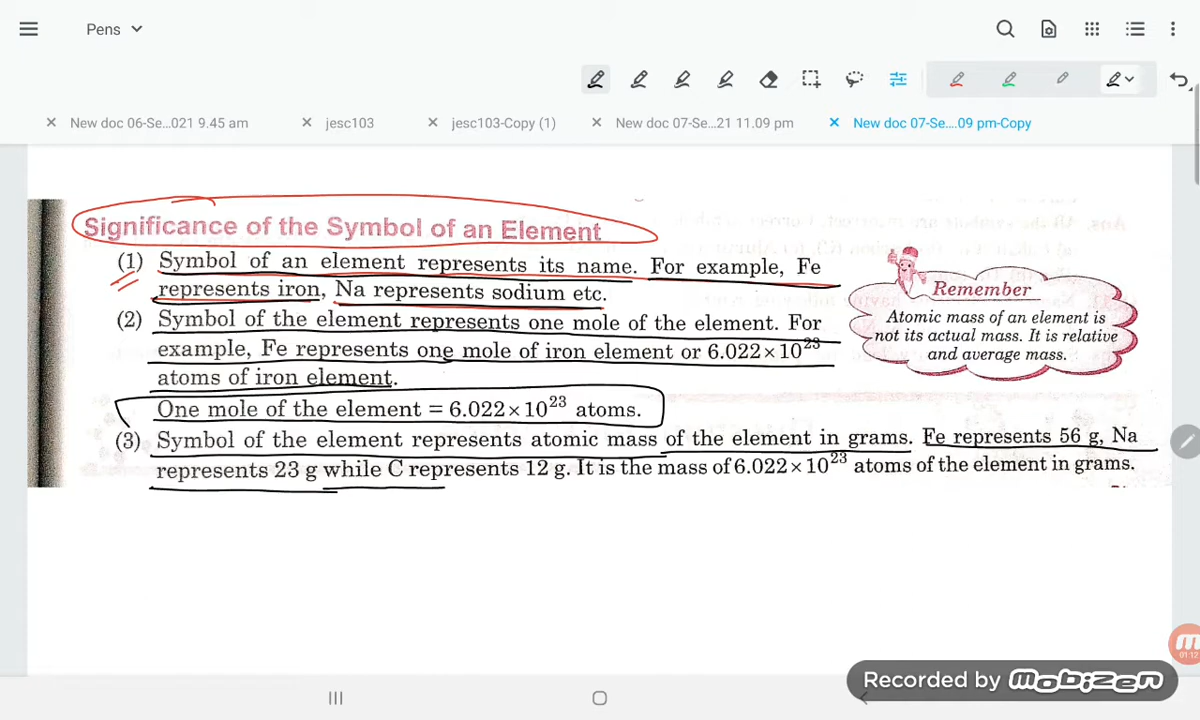 Pens
New doc 06-Se...021 9.45 am
jesc103
jesc103-Copy (1)
New doc 07-Se...21 11.09 pm
New doc 07-Se....09 pm-Copy
Significance of the Symbol of an Element
(1) Symbol of an element represents its name. For example, Fe
represents iron, Na represents sodium etc.
(2) Symbol of the element represents one mole of the element. For
example, Fe represents one mole of iron element or 6.022×10²³
atoms of iron element.
One mole of the element = 6.022×10²³ atoms.
(3) Symbol of the element represents atomic mass of the element in grams. Fe represents 56 g, Na
represents 23 g while C represents 12 g. It is the mass of 6.022×10²³ atoms of the element in grams.
Remember
Atomic mass of an element is
not its actual mass. It is relative
and average mass.
01:12
Recorded by mobizen